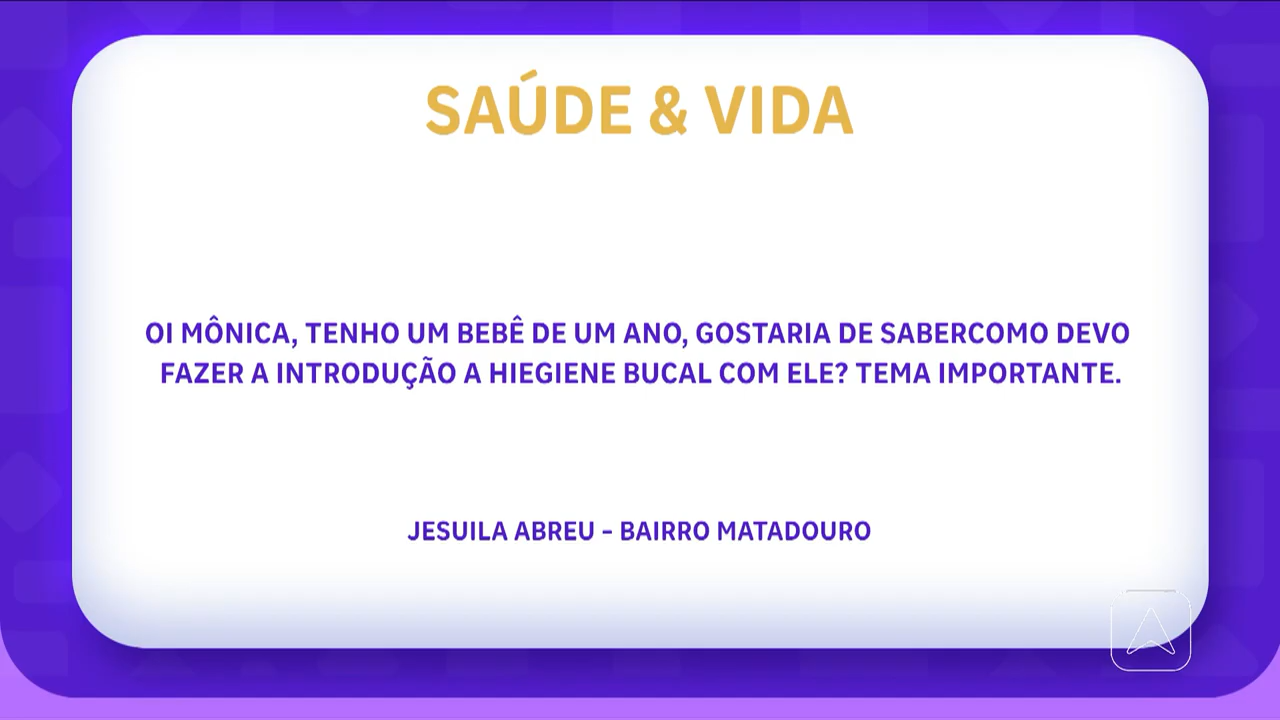 SAÚDE & VIDA
OI MÔNICA, TENHO UM BEBÊ DE UM ANO, GOSTARIA DE SABERCOMO DEVO
FAZER A INTRODUÇÃO A HIEGIENE BUCAL COM ELE? TEMA IMPORTANTE.
JESUILA ABREU - BAIRRO MATADOURO